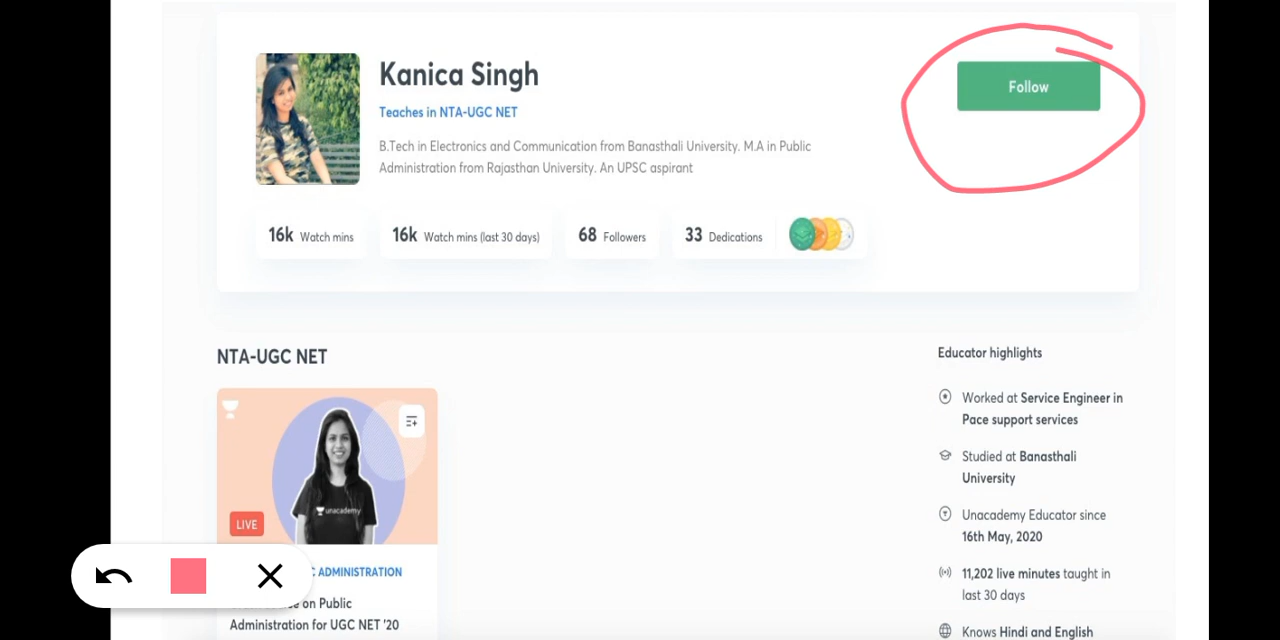 Kanica Singh
Follow
Teaches in NTA-UGC NET
B.Tech in Electronics and Communication from Banasthali University. M.A in Public
Administration from Rajasthan University. An UPSC aspirant
16k Watch mins
16k Watch mins (last 30 days)
68 Followers
33 Dedications
NTA-UGC NET
unacademy
LIVE
C ADMINISTRATION
on Public
Administration for UGC NET '20
Educator highlights
Worked at Service Engineer in
Pace support services
Studied at Banasthali
University
Unacademy Educator since
16th May, 2020
11,202 live minutes taught in
last 30 days
Knows Hindi and English